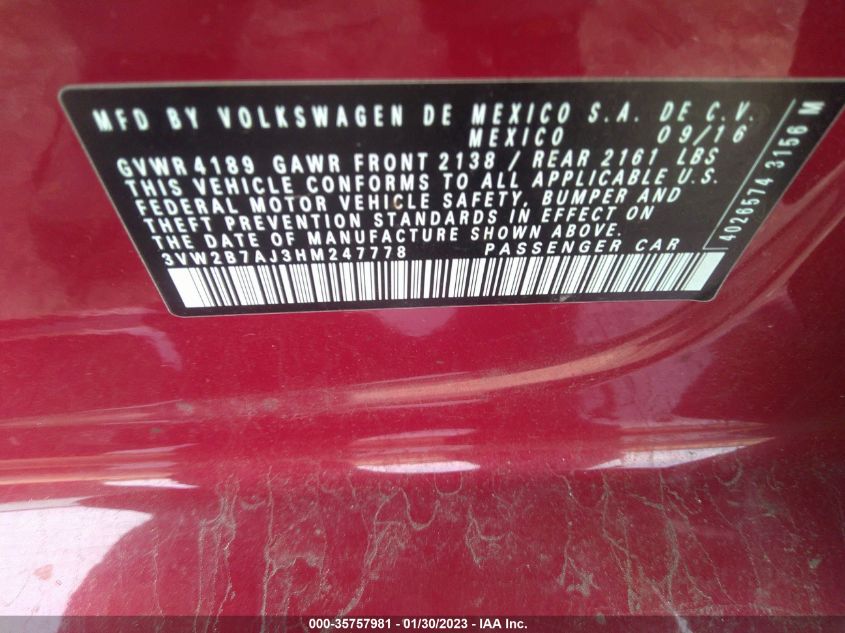 MFD BY VOLKSWAGEN DE MEXICO S.A. DE C.V.
MEXICO 09/16
GVWR 4189 GAWR FRONT 2138 / REAR 2161 LBS
THIS VEHICLE CONFORMS TO ALL APPLICABLE U.S.
FEDERAL MOTOR VEHICLE SAFETY, BUMPER AND
THEFT PREVENTION STANDARDS IN EFFECT ON
THE DATE OF MANUFACTURE SHOWN ABOVE.
3VW2B7AJ3HM247778 PASSENGER CAR
4026574 3156 M
000-35757981 - 01/30/2023 - IAA Inc.